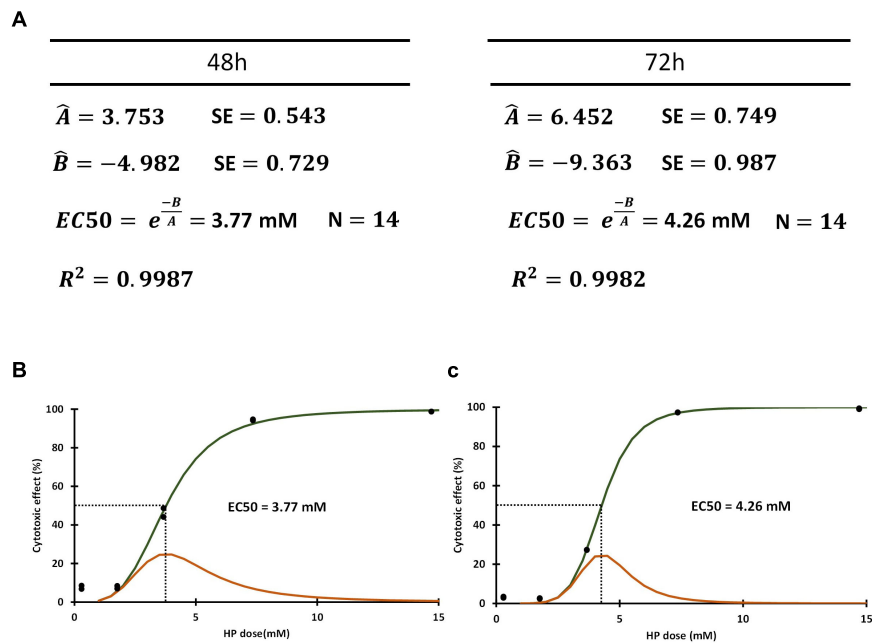 A
48h
72h
Â = 3.753 SE = 0.543
Â = 6.452 SE = 0.749
B̂ = −4.982 SE = 0.729
B̂ = −9.363 SE = 0.987
EC50 = e^(−B/A) = 3.77 mM N = 14
EC50 = e^(−B/A) = 4.26 mM N = 14
R² = 0.9987
R² = 0.9982
B
Cytotoxic effect (%)
100
80
60
40
20
0
EC50 = 3.77 mM
0 5 10 15
HP dose(mM)
c
Cytotoxic effect (%)
100
80
60
40
20
0
EC50 = 4.26 mM
0 5 10 15
HP dose (mM)